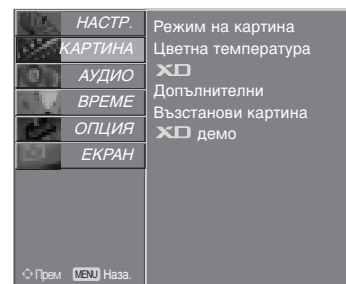 НАСТР.
КАРТИНА
АУДИО
ВРЕМЕ
ОПЦИЯ
ЕКРАН
Режим на картина
Цветна температура
XD
Допълнителни
Възстанови картина
XD демо
Прем MENU Наза.